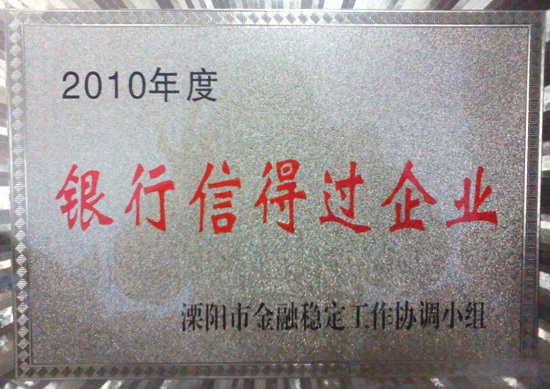 2010年度
银行信得过企业
溧阳市金融稳定工作协调小组